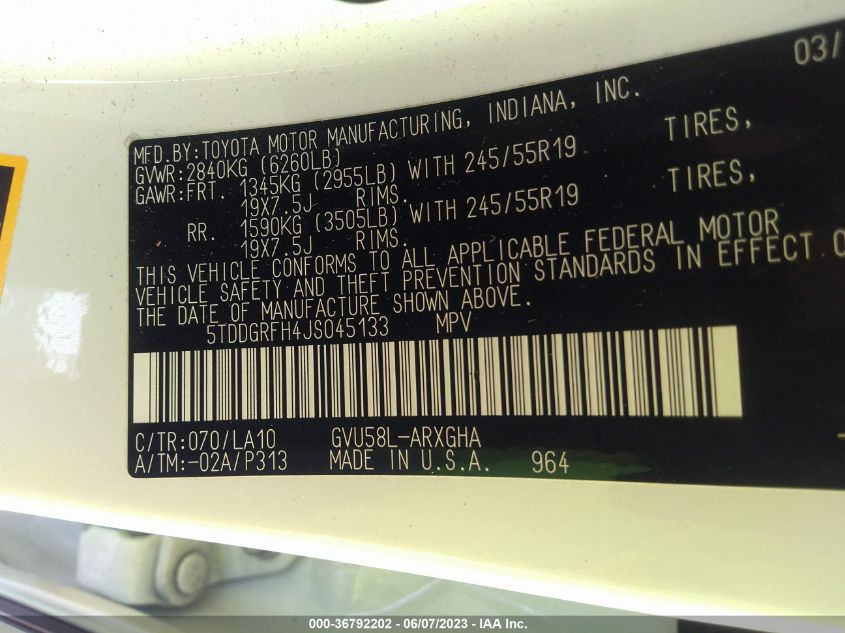 03/
MFD.BY:TOYOTA MOTOR MANUFACTURING, INDIANA, INC.
GVWR:2840KG (6260LB)
GAWR:FRT. 1345KG (2955LB) WITH 245/55R19 TIRES,
19X7.5J RIMS.
RR. 1590KG (3505LB) WITH 245/55R19 TIRES,
19X7.5J RIMS.
THIS VEHICLE CONFORMS TO ALL APPLICABLE FEDERAL MOTOR
VEHICLE SAFETY AND THEFT PREVENTION STANDARDS IN EFFECT O
THE DATE OF MANUFACTURE SHOWN ABOVE.
5TDDGRFH4JS045133 MPV
C/TR:070/LA10 GVU58L-ARXGHA
A/TM:-02A/P313 MADE IN U.S.A. 964
000-36792202 - 06/07/2023 - IAA Inc.